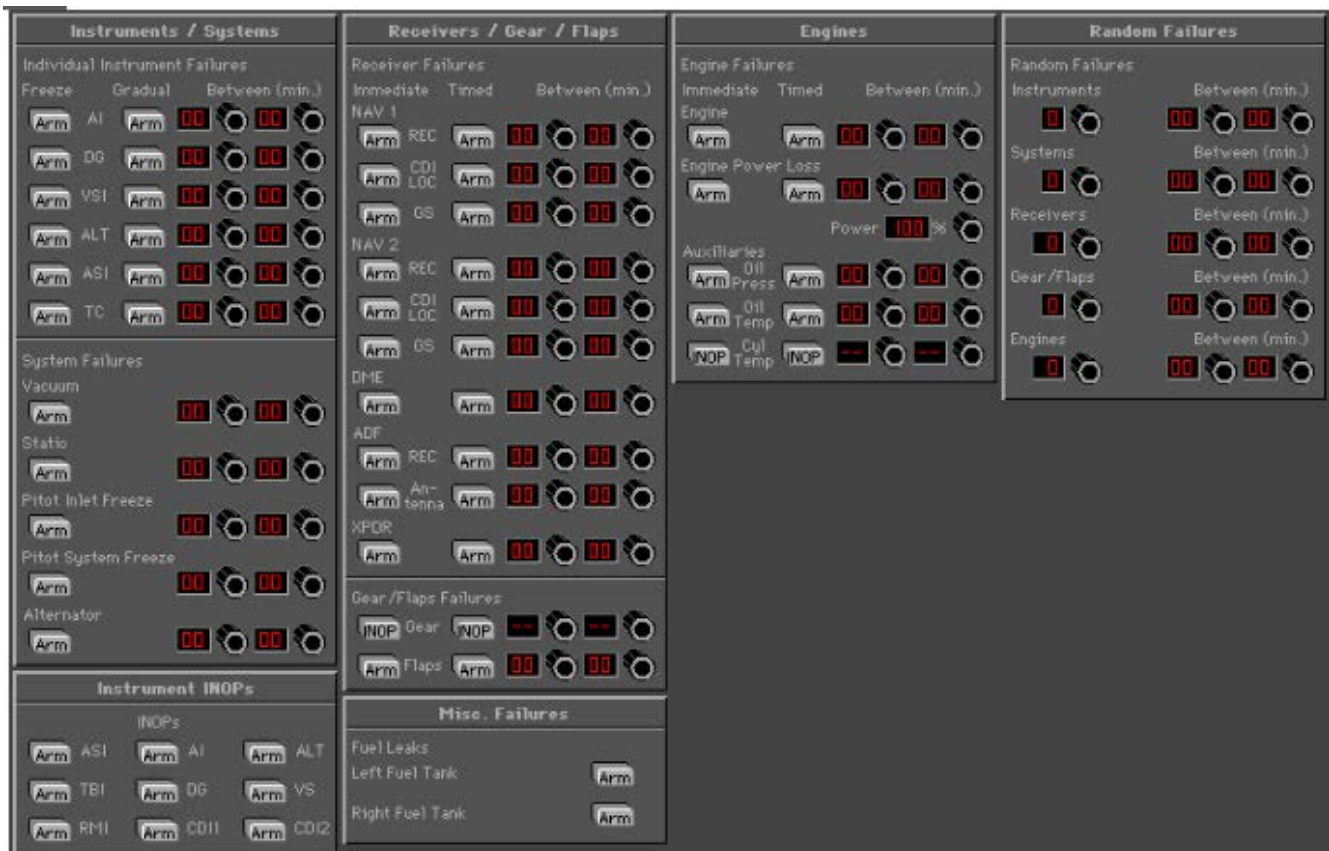 Instruments / Systems
Individual Instrument Failures
Freeze Gradual Between (min.)
Arm AI Arm 00 00
Arm DG Arm 00 00
Arm VSI Arm 00 00
Arm ALT Arm 00 00
Arm ASI Arm 00 00
Arm TC Arm 00 00
System Failures
Vacuum
Arm 00 00
Static
Arm 00 00
Pitot Inlet Freeze
Arm 00 00
Pitot System Freeze
Arm 00 00
Alternator
Arm 00 00
Instrument INOPs
INOPs
Arm ASI Arm AI Arm ALT
Arm TBI Arm DG Arm VS
Arm RMI Arm CDI1 Arm CDI2
Receivers / Gear / Flaps
Receiver Failures
Immediate Timed Between (min.)
NAV 1
Arm REC Arm 00 00
Arm CDI LOC Arm 00 00
Arm GS Arm 00 00
NAV 2
Arm REC Arm 00 00
Arm CDI LOC Arm 00 00
Arm GS Arm 00 00
DME
Arm Arm 00 00
ADF
Arm REC Arm 00 00
Arm An-tenna Arm 00 00
XPDR
Arm Arm 00 00
Gear/Flaps Failures
INOP Gear INOP -- --
Arm Flaps Arm 00 00
Misc. Failures
Fuel Leaks
Left Fuel Tank Arm
Right Fuel Tank Arm
Engines
Engine Failures
Immediate Timed Between (min.)
Engine
Arm Arm 00 00
Engine Power Loss
Arm Arm 00 00
Power 100 %
Auxiliaries
Arm Oil Press Arm 00 00
Arm Oil Temp Arm 00 00
INOP Cyl Temp INOP -- --
Random Failures
Random Failures
Instruments Between (min.)
0 00 00
Systems Between (min.)
0 00 00
Receivers Between (min.)
0 00 00
Gear/Flaps Between (min.)
0 00 00
Engines Between (min.)
0 00 00